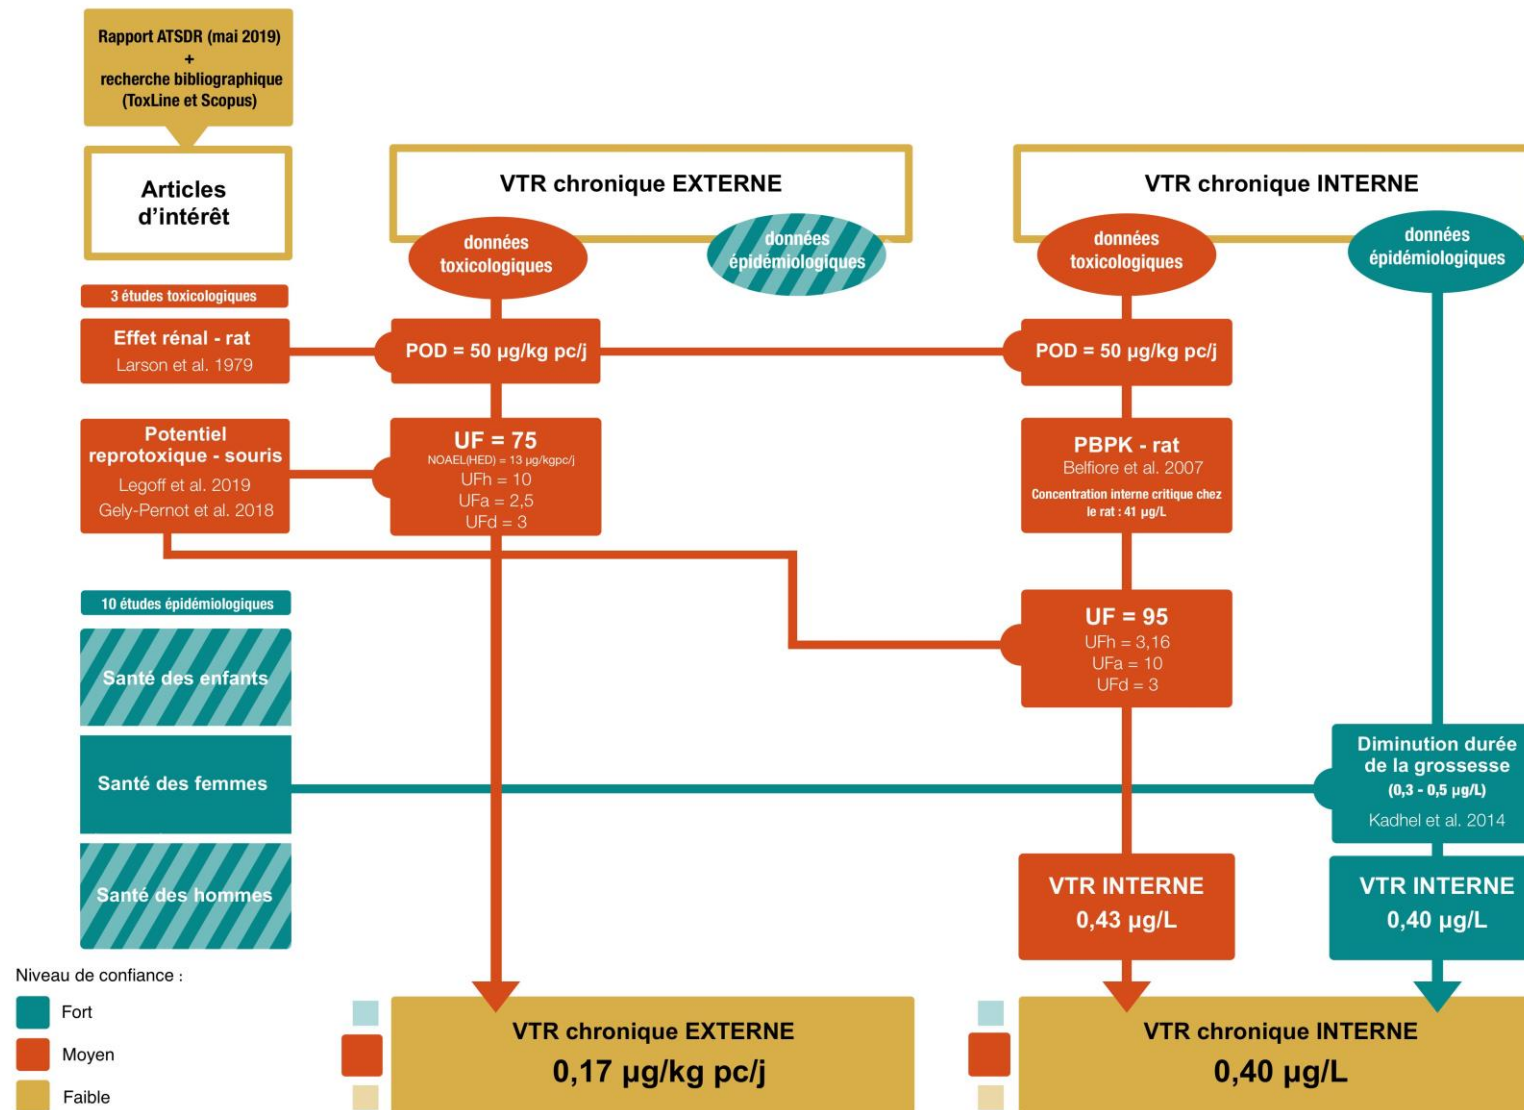 Rapport ATSDR (mai 2019)
+
recherche bibliographique
(ToxLine et Scopus)
Articles
d'intérêt
VTR chronique EXTERNE
données
toxicologiques
données
épidémiologiques
VTR chronique INTERNE
données
toxicologiques
données
épidémiologiques
3 études toxicologiques
Effet rénal - rat
Larson et al. 1979
POD = 50 µg/kg pc/j
POD = 50 µg/kg pc/j
Potentiel
reprotoxique - souris
Legoff et al. 2019
Gely-Pernot et al. 2018
UF = 75
NOAEL(HED) = 13 µg/kgpc/j
UFh = 10
UFa = 2,5
UFd = 3
PBPK - rat
Belfiore et al. 2007
Concentration interne critique chez
le rat : 41 µg/L
10 études épidémiologiques
UF = 95
UFh = 3,16
UFa = 10
UFd = 3
Santé des enfants
Santé des femmes
Santé des hommes
Diminution durée
de la grossesse
(0,3 - 0,5 µg/L)
Kadhel et al. 2014
VTR INTERNE
0,43 µg/L
VTR INTERNE
0,40 µg/L
Niveau de confiance :
Fort
Moyen
Faible
VTR chronique EXTERNE
0,17 µg/kg pc/j
VTR chronique INTERNE
0,40 µg/L